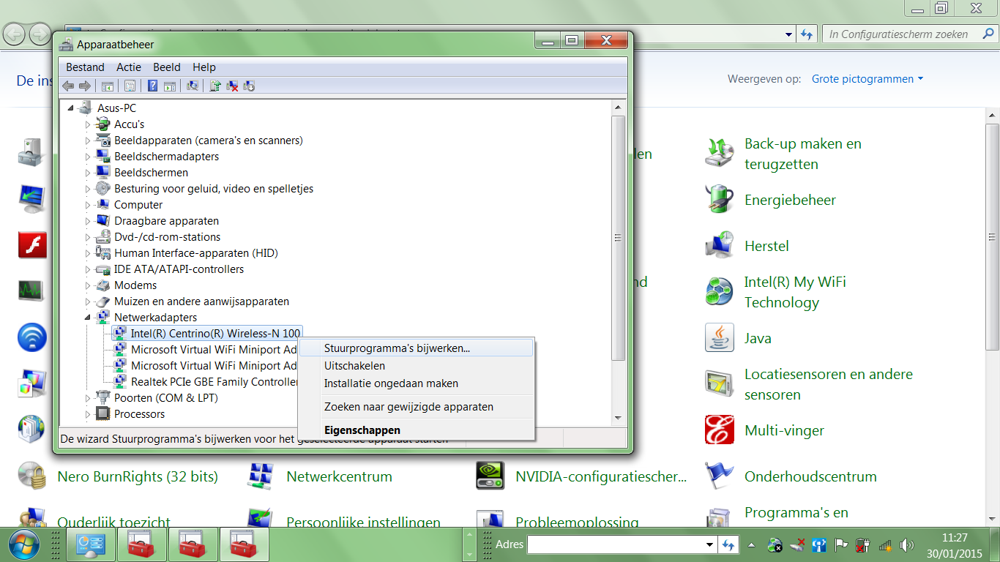 In Configuratiescherm zoeken
Apparaatbeheer
Bestand Actie Beeld Help
De ins
Weergeven op: Grote pictogrammen
Asus-PC
Accu's
Beeldapparaten (camera's en scanners)
Beeldschermadapters
Beeldschermen
Besturing voor geluid, video en spelletjes
Computer
Draagbare apparaten
Dvd-/cd-rom-stations
Human Interface-apparaten (HID)
IDE ATA/ATAPI-controllers
Modems
Muizen en andere aanwijsapparaten
Netwerkadapters
Intel(R) Centrino(R) Wireless-N 100
Microsoft Virtual WiFi Miniport Ad
Microsoft Virtual WiFi Miniport Ad
Realtek PCIe GBE Family Controller
Poorten (COM & LPT)
Processors
Stuurprogramma's bijwerken...
Uitschakelen
Installatie ongedaan maken
Zoeken naar gewijzigde apparaten
Eigenschappen
De wizard Stuurprogramma's bijwerken voor het geselecteerde apparaat starten
len
nd
Back-up maken en
terugzetten
Energiebeheer
Herstel
Intel(R) My WiFi
Technology
Java
Locatiesensoren en andere
sensoren
Multi-vinger
Nero BurnRights (32 bits)
Netwerkcentrum
NVIDIA-configuratiescher...
Onderhoudscentrum
Ouderlijk toezicht
Persoonlijke instellingen
Probleemoplossing
Programma's en
Adres
11:27
30/01/2015